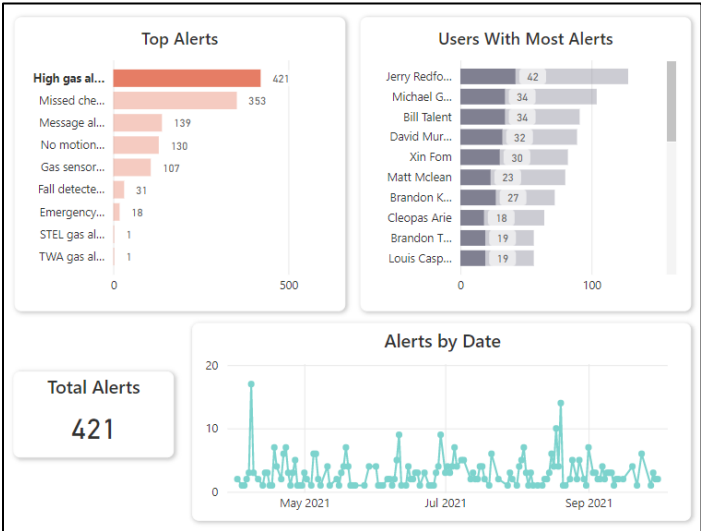 Top Alerts
High gas al... 421
Missed che... 353
Message al... 139
No motion... 130
Gas sensor... 107
Fall detecte... 31
Emergency... 18
STEL gas al... 1
TWA gas al... 1
0 500
Users With Most Alerts
Jerry Redfo... 42
Michael G... 34
Bill Talent 34
David Mur... 32
Xin Fom 30
Matt Mclean 23
Brandon K... 27
Cleopas Arie 18
Brandon T... 19
Louis Casp... 19
0 100
Total Alerts
421
Alerts by Date
20
10
0
May 2021 Jul 2021 Sep 2021